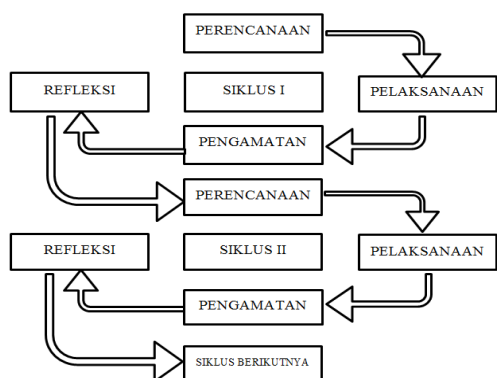 PERENCANAAN
REFLEKSI
SIKLUS I
PELAKSANAAN
PENGAMATAN
PERENCANAAN
REFLEKSI
SIKLUS II
PELAKSANAAN
PENGAMATAN
SIKLUS BERIKUTNYA